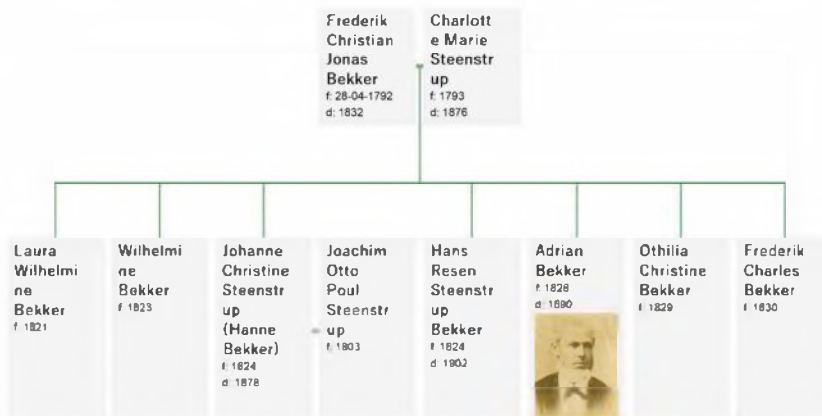 Frederik
Christian
Jonas
Bekker
f: 28-04-1792
d: 1832
Charlott
e Marie
Steenstr
up
f: 1793
d: 1876
Laura
Wilhelmi
ne
Bekker
f: 1821
Wilhelmi
ne
Bekker
f: 1823
Johanne
Christine
Steenstr
up
(Hanne
Bekker)
f: 1824
d: 1878
Joachim
Otto
Poul
Steenstr
up
f: 1803
Hans
Resen
Steenstr
up
Bekker
f: 1824
d: 1902
Adrian
Bekker
f: 1828
d: 1890
Othilia
Christine
Bekker
f: 1829
Frederik
Charles
Bekker
f: 1830